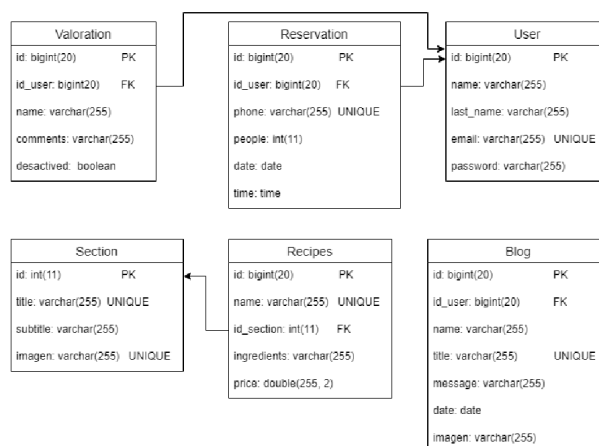 Valoration
id: bigint(20) PK
id_user: bigint20) FK
name: varchar(255)
comments: varchar(255)
desactived: boolean
Reservation
id: bigint(20) PK
id_user: bigint(20) FK
phone: varchar(255) UNIQUE
people: int(11)
date: date
time: time
User
id: bigint(20) PK
name: varchar(255)
last_name: varchar(255)
email: varchar(255) UNIQUE
password: varchar(255)
Section
id: int(11) PK
title: varchar(255) UNIQUE
subtitle: varchar(255)
imagen: varchar(255) UNIQUE
Recipes
id: bigint(20) PK
name: varchar(255) UNIQUE
id_section: int(11) FK
ingredients: varchar(255)
price: double(255, 2)
Blog
id: bigint(20) PK
id_user: bigint(20) FK
name: varchar(255)
title: varchar(255) UNIQUE
message: varchar(255)
date: date
imagen: varchar(255)